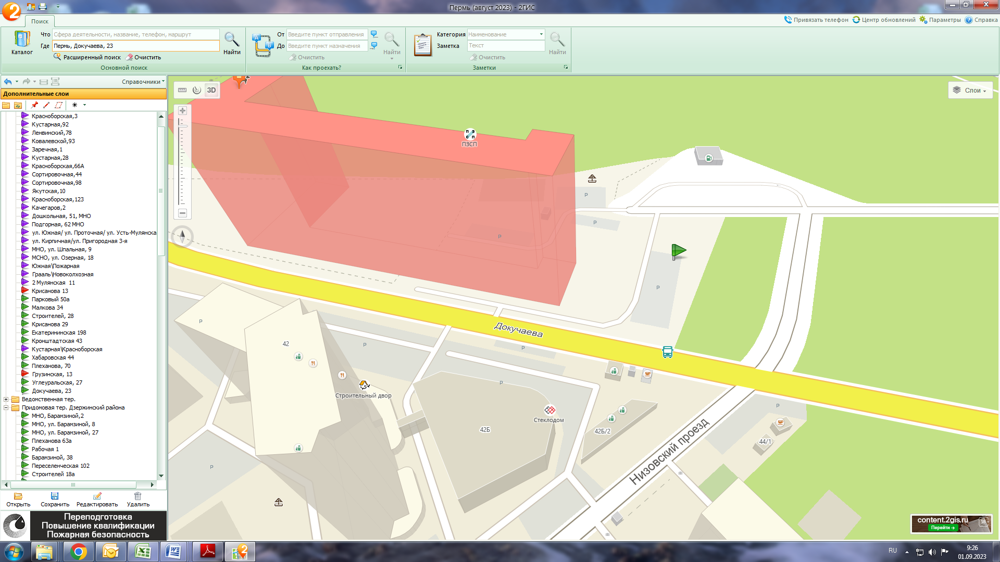 Пермь (август 2023) - 2ГИС
Поиск
Привязать телефон
Центр обновлений
Параметры
Справка
Каталог
Что
Сфера деятельности, название, телефон, маршрут
Где
Пермь, Докучаева, 23
Расширенный поиск
Очистить
Найти
Основной поиск
От
Введите пункт отправления
До
Введите пункт назначения
Очистить
Найти
Как проехать?
Категория
Наименование
Заметка
Текст
Очистить
Найти
Заметки
Справочники
Дополнительные слои
Красноборская,3
Кустарная,92
Ленвинский,78
Ковалевской,93
Заречная,1
Кустарная,28
Красноборская,66А
Сортировочная,44
Сортировочная,98
Якутская,10
Красноборская,123
Качегаров,2
Дошкольная, 51, МНО
Подгорная, 62 МНО
ул. Южная/ ул. Проточная/ ул. Усть-Мулянска
ул. Кирпичная/ул. Пригородная 3-я
МНО, ул. Шпальная, 9
МСНО, ул. Озерная, 18
Южная\Пожарная
Грааль\Новоколхозная
2 Мулянская 11
Крисанова 13
Парковый 50а
Малкова 34
Строителей, 28
Крисанова 29
Екатерининская 198
Кронштадтская 43
Кустарная\Красноборская
Хабаровская 44
Плеханова, 70
Грузинская, 13
Углеуральская, 27
Докучаева, 23
Ведомственная тер.
Придомовая тер. Дзержинский района
МНО, Барамзиной,2
МНО, ул. Барамзиной, 8
МНО, ул. Барамзиной, 27
Плеханова 63а
Рабочая 1
Барамзиной, 38
Переселенческая 102
Строителей 18а
Открыть
Сохранить
Редактировать
Удалить
Переподготовка
Повышение квалификации
Пожарная безопасность
3D
Слои
ПЗСП
ПЗСП
P
P
P
P
P
P
P
P
P
P
P
Докучаева
42
Строительный двор
42Б
Стеклодом
42Б/2
44/1
Низовский проезд
content.2gis.ru
18+
Перейти →
RU
9:26
01.09.2023